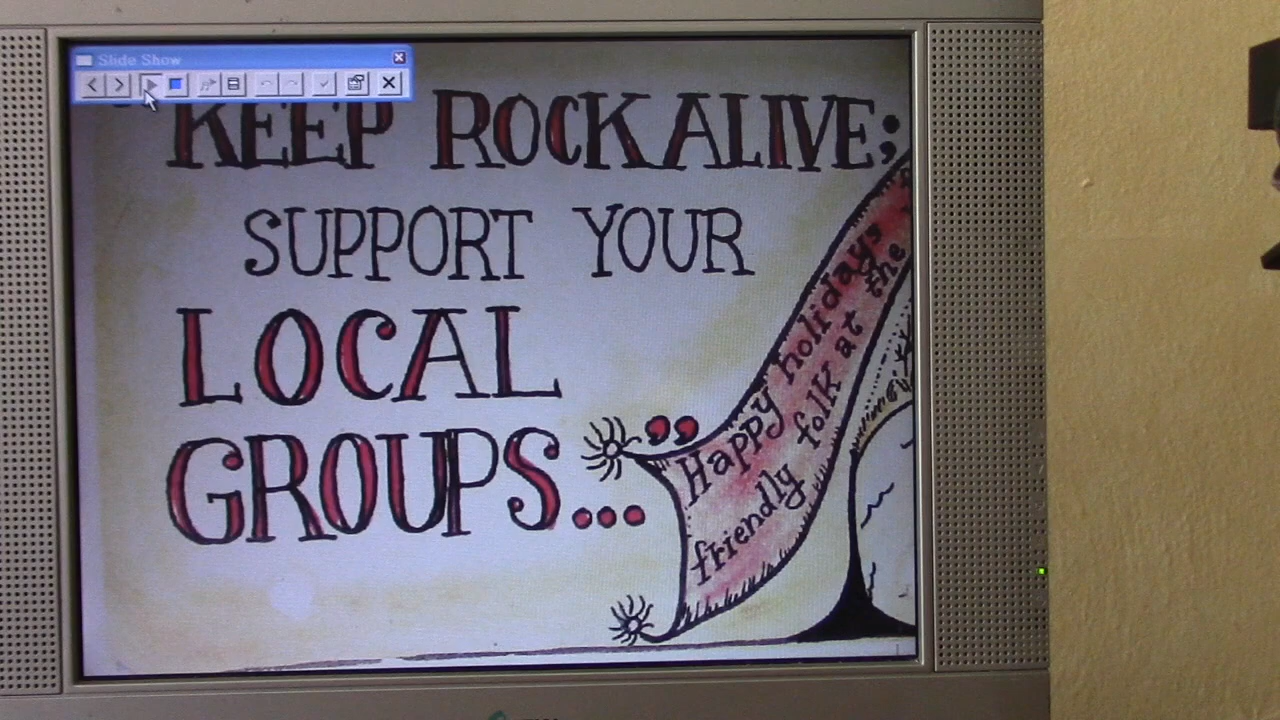 Slide Show
KEEP ROCK ALIVE;
SUPPORT YOUR
LOCAL
GROUPS...”
Happy holidays
friendly folk at the